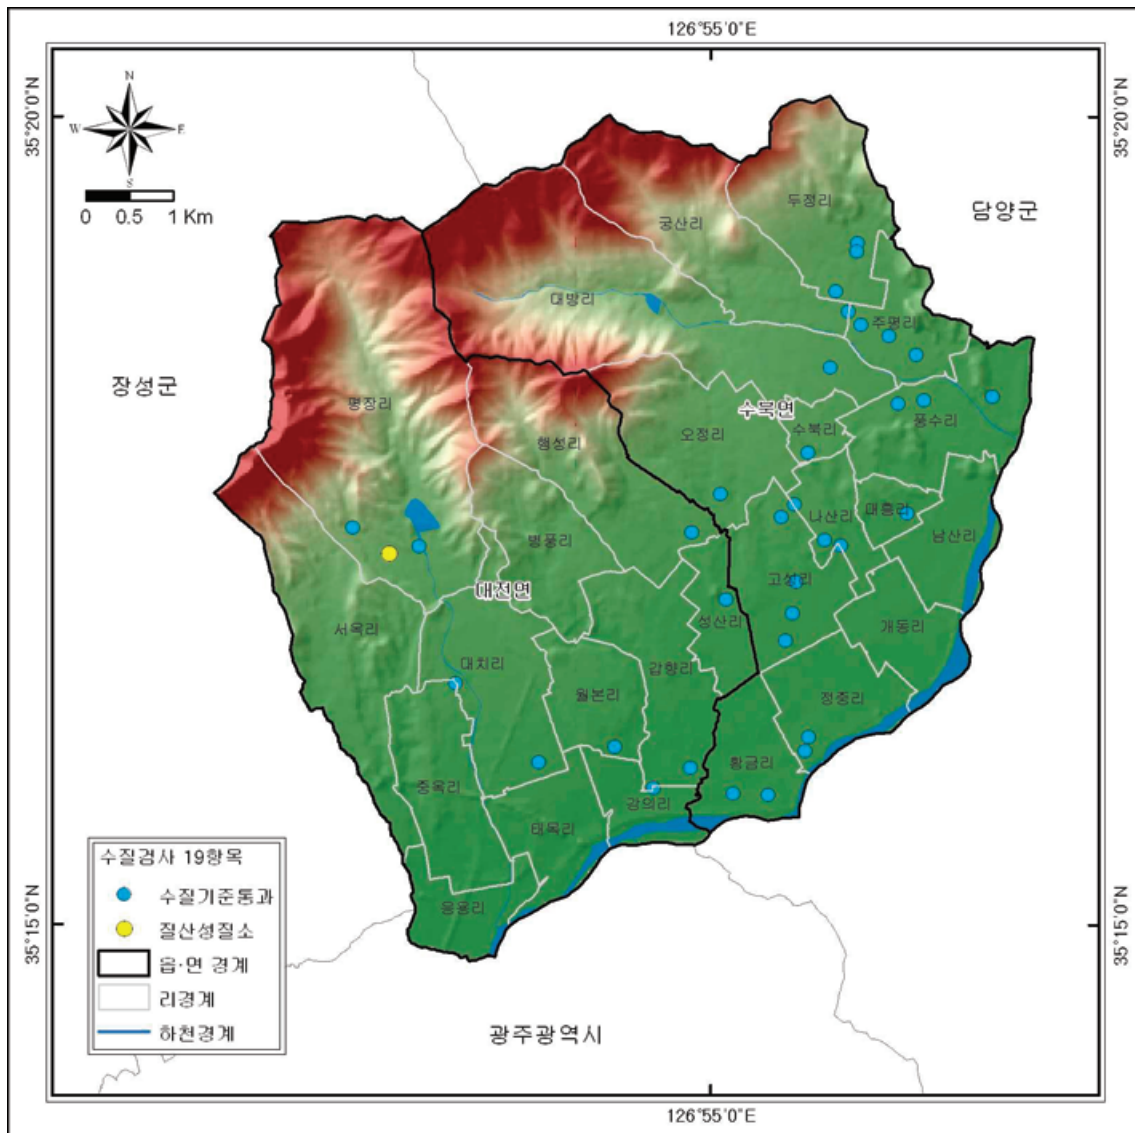 126°55'0"E
35°20'0"N
35°20'0"N
N
W E
S
0 0.5 1 Km
담양군
두정리
궁산리
대방리
주평리
장성군
평장리
수북면
오정리
수북리
풍수리
행성리
나산리
대흥리
남산리
병풍리
고성리
대전면
성산리
개동리
서옥리
대치리
갑향리
월본리
정중리
황금리
중옥리
강의리
태목리
응용리
35°15'0"N
35°15'0"N
수질검사 19항목
수질기준통과
질산성질소
읍·면 경계
리경계
하천경계
광주광역시
126°55'0"E